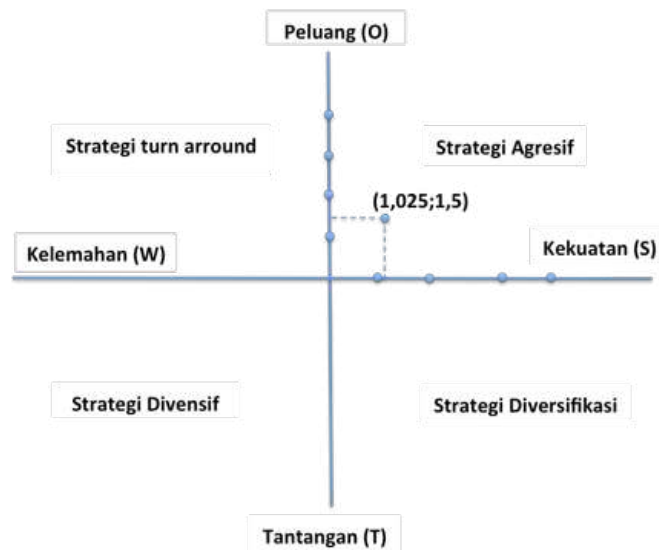 Peluang (O)
Strategi turn arround
Strategi Agresif
(1,025;1,5)
Kelemahan (W)
Kekuatan (S)
Strategi Divensif
Strategi Diversifikasi
Tantangan (T)